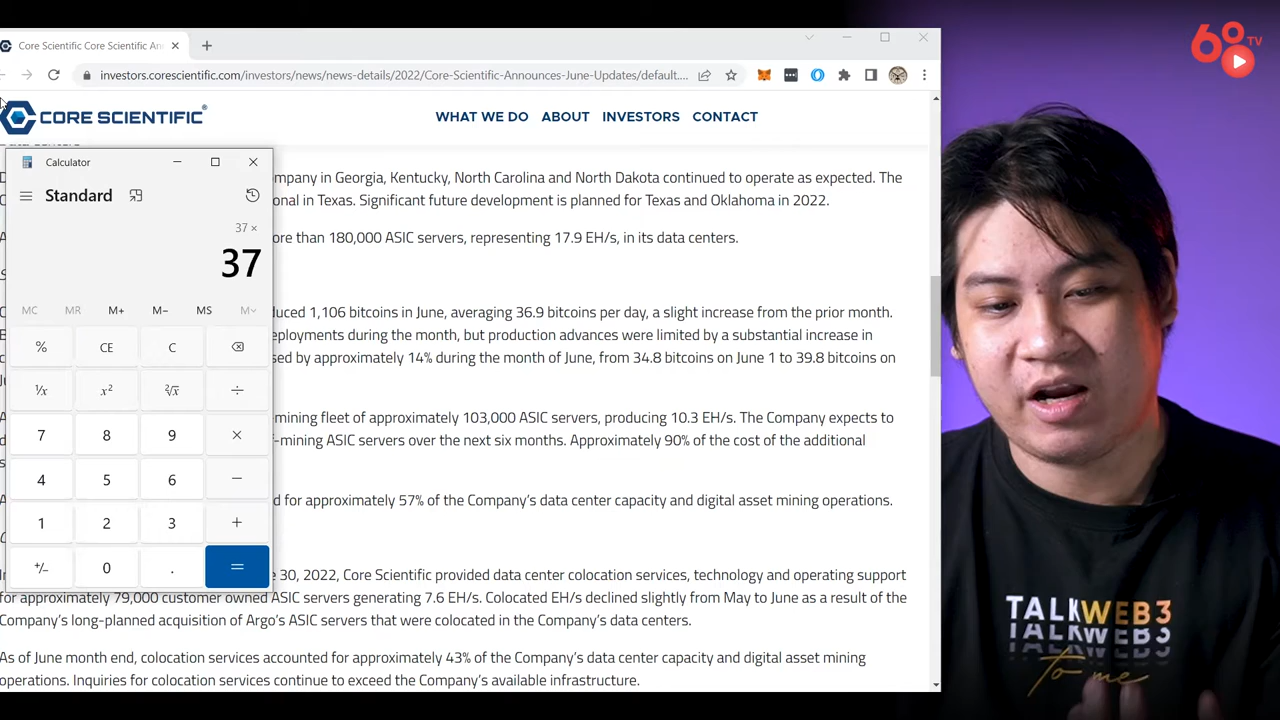 Core Scientific Core Scientific An
investors.corescientific.com/investors/news/news-details/2022/Core-Scientific-Announces-June-Updates/default....
60 TV
CORE SCIENTIFIC®
WHAT WE DO ABOUT INVESTORS CONTACT
Calculator
Standard
37 ×
37
MC MR M+ M− MS M˅
% CE C
¹/x x² ²√x ÷
7 8 9 ×
4 5 6 −
1 2 3 +
+/− 0 . =
mpany in Georgia, Kentucky, North Carolina and North Dakota continued to operate as expected. The
onal in Texas. Significant future development is planned for Texas and Oklahoma in 2022.
ore than 180,000 ASIC servers, representing 17.9 EH/s, in its data centers.
duced 1,106 bitcoins in June, averaging 36.9 bitcoins per day, a slight increase from the prior month.
eployments during the month, but production advances were limited by a substantial increase in
sed by approximately 14% during the month of June, from 34.8 bitcoins on June 1 to 39.8 bitcoins on
mining fleet of approximately 103,000 ASIC servers, producing 10.3 EH/s. The Company expects to
-mining ASIC servers over the next six months. Approximately 90% of the cost of the additional
d for approximately 57% of the Company's data center capacity and digital asset mining operations.
e 30, 2022, Core Scientific provided data center colocation services, technology and operating support
for approximately 79,000 customer owned ASIC servers generating 7.6 EH/s. Colocated EH/s declined slightly from May to June as a result of the
Company's long-planned acquisition of Argo's ASIC servers that were colocated in the Company's data centers.
As of June month end, colocation services accounted for approximately 43% of the Company's data center capacity and digital asset mining
operations. Inquiries for colocation services continue to exceed the Company's available infrastructure.
TALKWEB3
TALKWEB3
TALKWEB3
to me